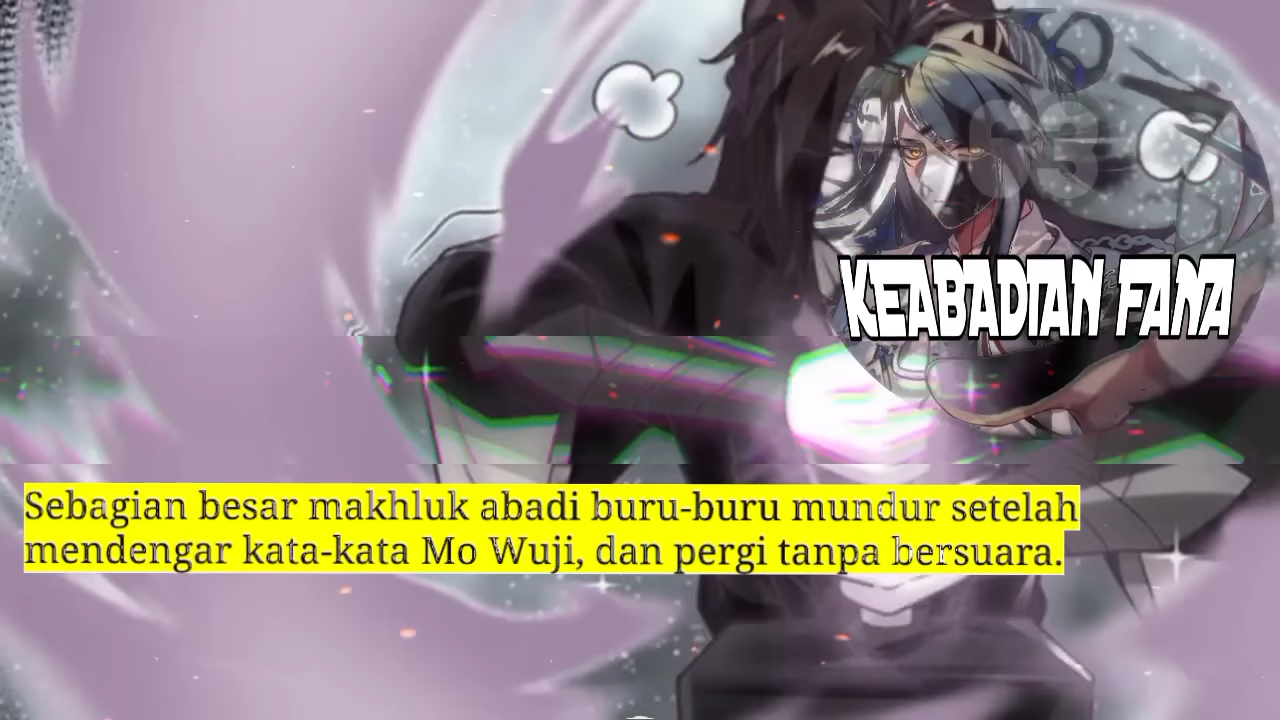 63
KEABADIAN FANA
Sebagian besar makhluk abadi buru-buru mundur setelah
mendengar kata-kata Mo Wuji, dan pergi tanpa bersuara.